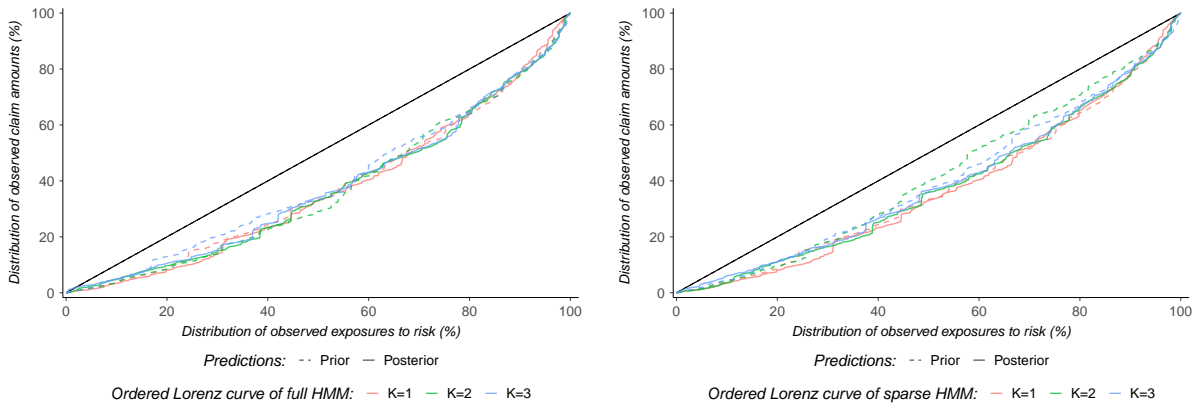 Distribution of observed claim amounts (%)
100
80
60
40
20
0
0 20 40 60 80 100
Distribution of observed exposures to risk (%)
Predictions: Prior Posterior
Ordered Lorenz curve of full HMM: K=1 K=2 K=3
Distribution of observed claim amounts (%)
100
80
60
40
20
0
0 20 40 60 80 100
Distribution of observed exposures to risk (%)
Predictions: Prior Posterior
Ordered Lorenz curve of sparse HMM: K=1 K=2 K=3